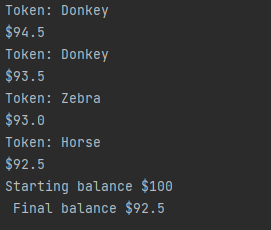 Token: Donkey
$94.5
Token: Donkey
$93.5
Token: Zebra
$93.0
Token: Horse
$92.5
Starting balance $100
Final balance $92.5